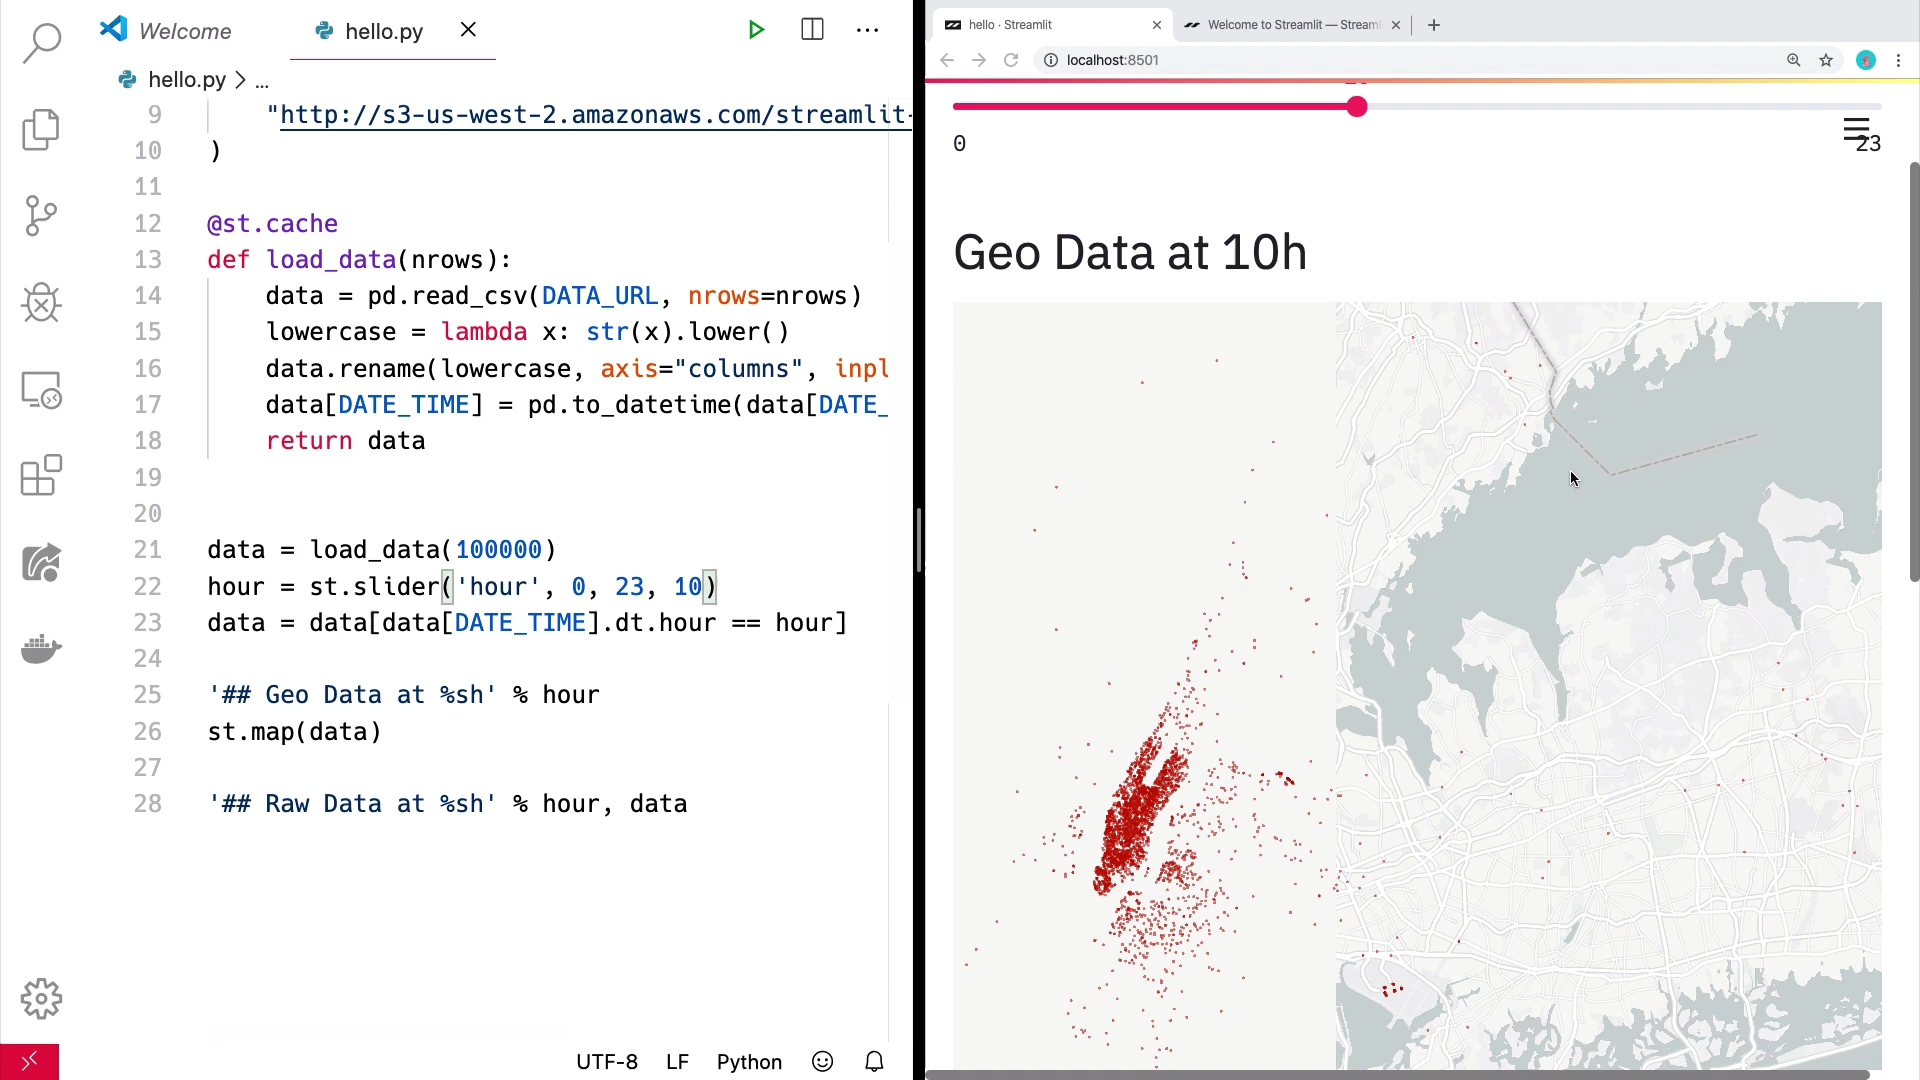 Welcome
hello.py
hello.py > ...
9 "http://s3-us-west-2.amazonaws.com/streamlit-
10 )
11
12 @st.cache
13 def load_data(nrows):
14 data = pd.read_csv(DATA_URL, nrows=nrows)
15 lowercase = lambda x: str(x).lower()
16 data.rename(lowercase, axis="columns", inpl
17 data[DATE_TIME] = pd.to_datetime(data[DATE_
18 return data
19
20
21 data = load_data(100000)
22 hour = st.slider('hour', 0, 23, 10)
23 data = data[data[DATE_TIME].dt.hour == hour]
24
25 '## Geo Data at %sh' % hour
26 st.map(data)
27
28 '## Raw Data at %sh' % hour, data
UTF-8 LF Python
hello · Streamlit
Welcome to Streamlit — Stream
localhost:8501
0
23
Geo Data at 10h